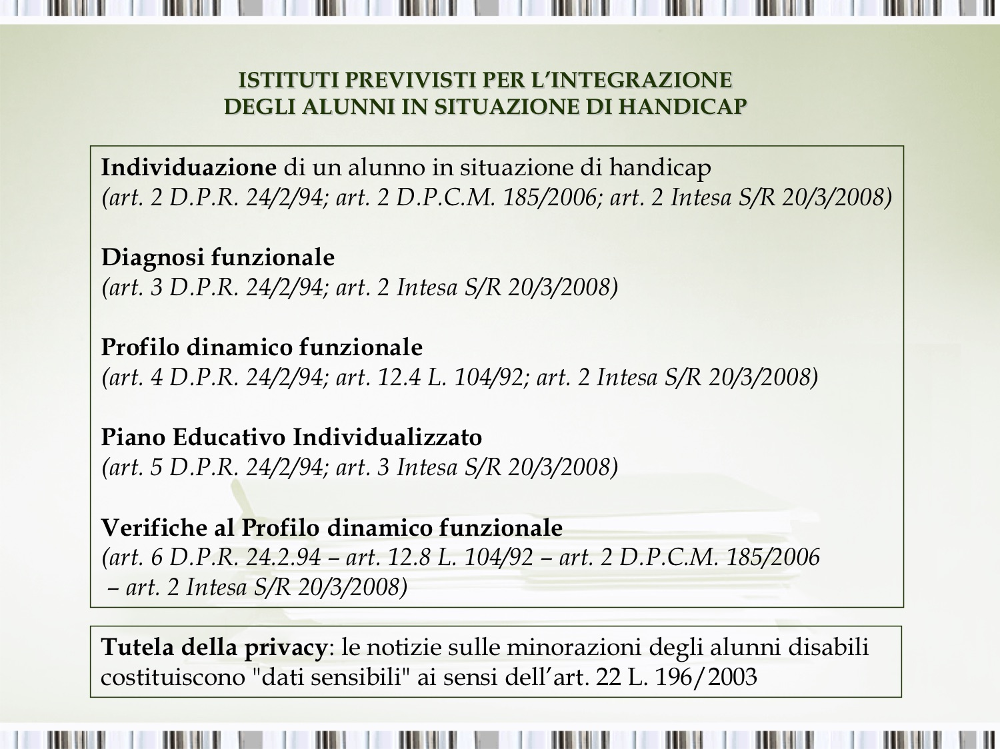 ISTITUTI PREVIVISTI PER L’INTEGRAZIONE
DEGLI ALUNNI IN SITUAZIONE DI HANDICAP
Individuazione di un alunno in situazione di handicap
(art. 2 D.P.R. 24/2/94; art. 2 D.P.C.M. 185/2006; art. 2 Intesa S/R 20/3/2008)
Diagnosi funzionale
(art. 3 D.P.R. 24/2/94; art. 2 Intesa S/R 20/3/2008)
Profilo dinamico funzionale
(art. 4 D.P.R. 24/2/94; art. 12.4 L. 104/92; art. 2 Intesa S/R 20/3/2008)
Piano Educativo Individualizzato
(art. 5 D.P.R. 24/2/94; art. 3 Intesa S/R 20/3/2008)
Verifiche al Profilo dinamico funzionale
(art. 6 D.P.R. 24.2.94 – art. 12.8 L. 104/92 – art. 2 D.P.C.M. 185/2006
– art. 2 Intesa S/R 20/3/2008)
Tutela della privacy: le notizie sulle minorazioni degli alunni disabili
costituiscono "dati sensibili" ai sensi dell’art. 22 L. 196/2003